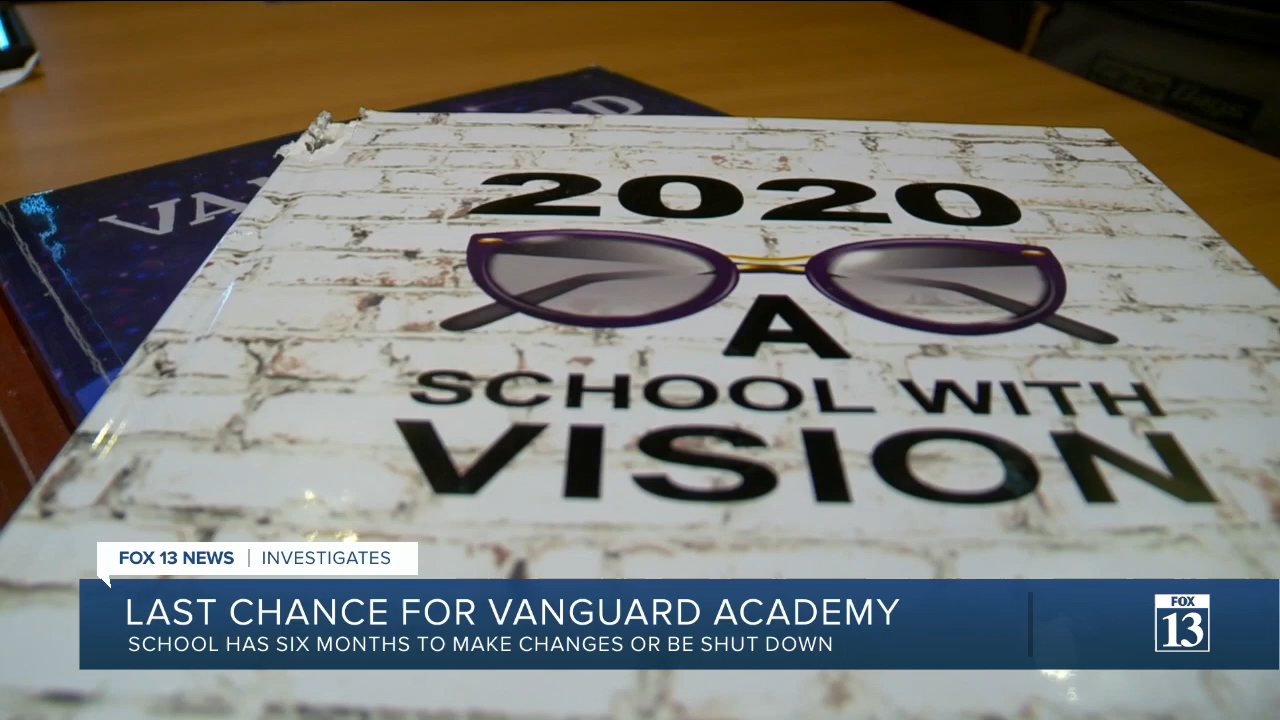 2020
A
SCHOOL WITH
VISION
FOX 13 NEWS | INVESTIGATES
LAST CHANCE FOR VANGUARD ACADEMY
SCHOOL HAS SIX MONTHS TO MAKE CHANGES OR BE SHUT DOWN
FOX
13